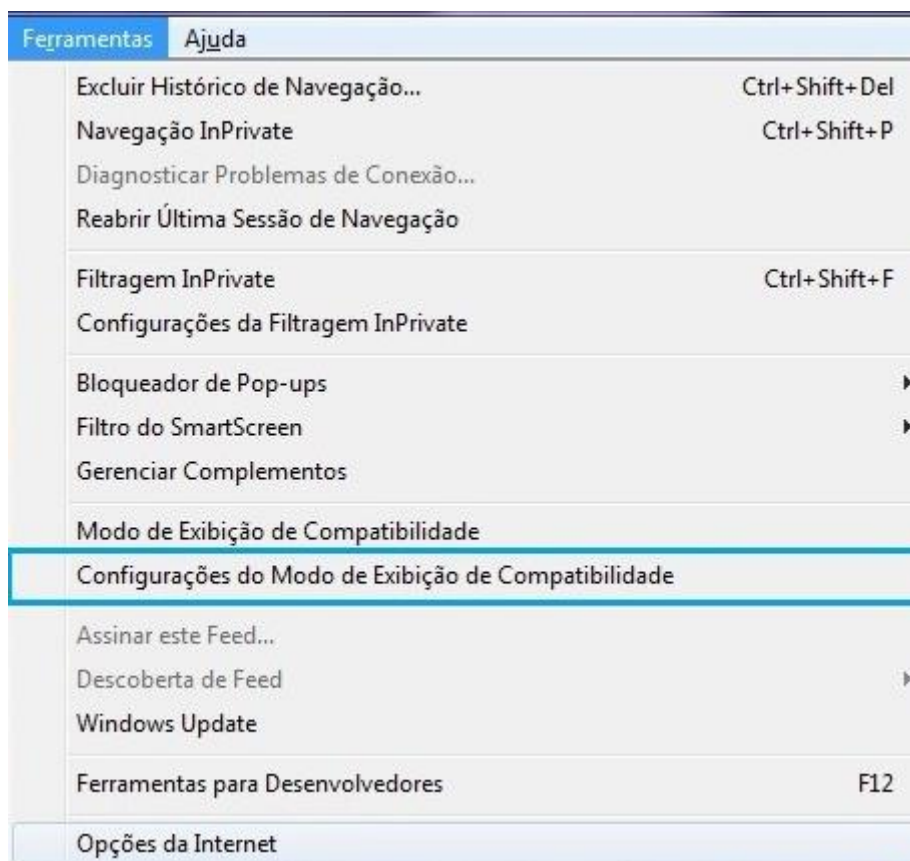 Ferramentas Ajuda
Excluir Histórico de Navegação... Ctrl+Shift+Del
Navegação InPrivate Ctrl+Shift+P
Diagnosticar Problemas de Conexão...
Reabrir Última Sessão de Navegação
Filtragem InPrivate Ctrl+Shift+F
Configurações da Filtragem InPrivate
Bloqueador de Pop-ups
Filtro do SmartScreen
Gerenciar Complementos
Modo de Exibição de Compatibilidade
Configurações do Modo de Exibição de Compatibilidade
Assinar este Feed...
Descoberta de Feed
Windows Update
Ferramentas para Desenvolvedores F12
Opções da Internet